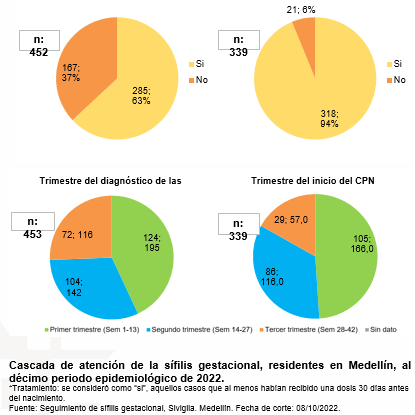 n:
452
167;
37%
285;
63%
Si
No
n:
339
21; 6%
318;
94%
Si
No
Trimestre del diagnóstico de las
n:
453
72; 116
124;
195
104;
142
Trimestre del inicio del CPN
n:
339
29; 57,0
105;
166,0
86;
116,0
Primer trimestre (Sem 1-13)
Segundo trimestre (Sem 14-27)
Tercer trimestre (Sem 28-42)
Sin dato
Cascada de atención de la sífilis gestacional, residentes en Medellín, al
décimo periodo epidemiológico de 2022.
*Tratamiento: se consideró como "si", aquellos casos que al menos habían recibido una dosis 30 días antes
del nacimiento.
Fuente: Seguimiento de sífilis gestacional, Sivigila. Medellín. Fecha de corte: 08/10/2022.